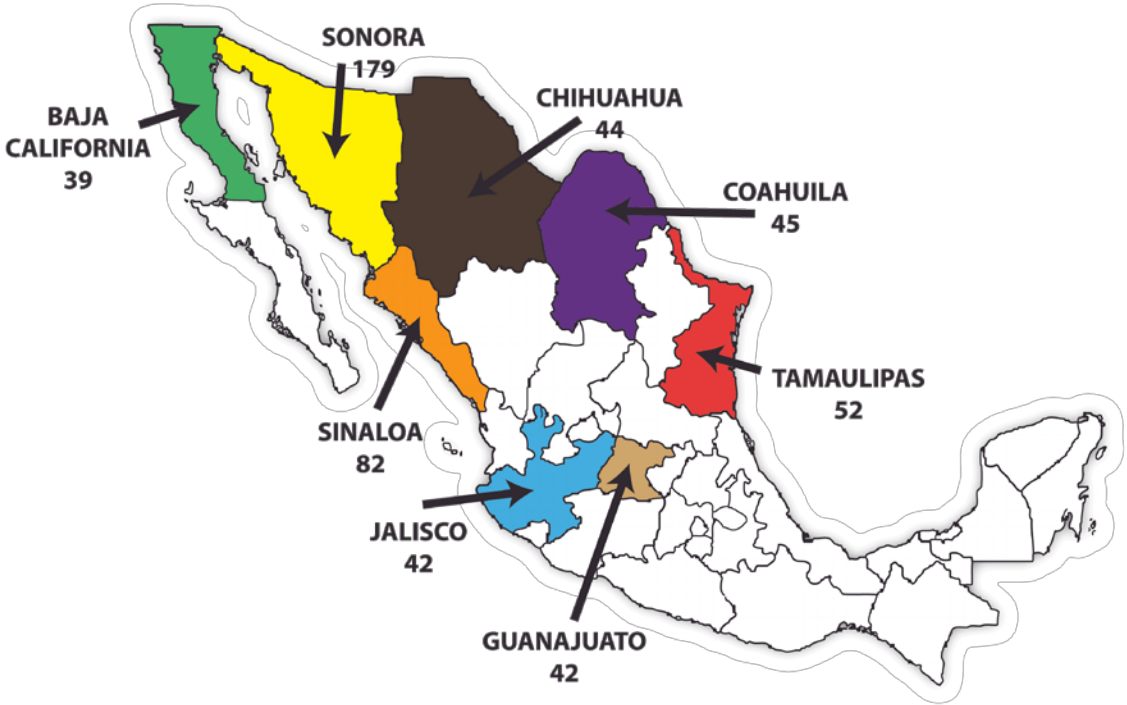 SONORA
179
CHIHUAHUA
44
BAJA
CALIFORNIA
39
COAHUILA
45
TAMAULIPAS
52
SINALOA
82
JALISCO
42
GUANAJUATO
42